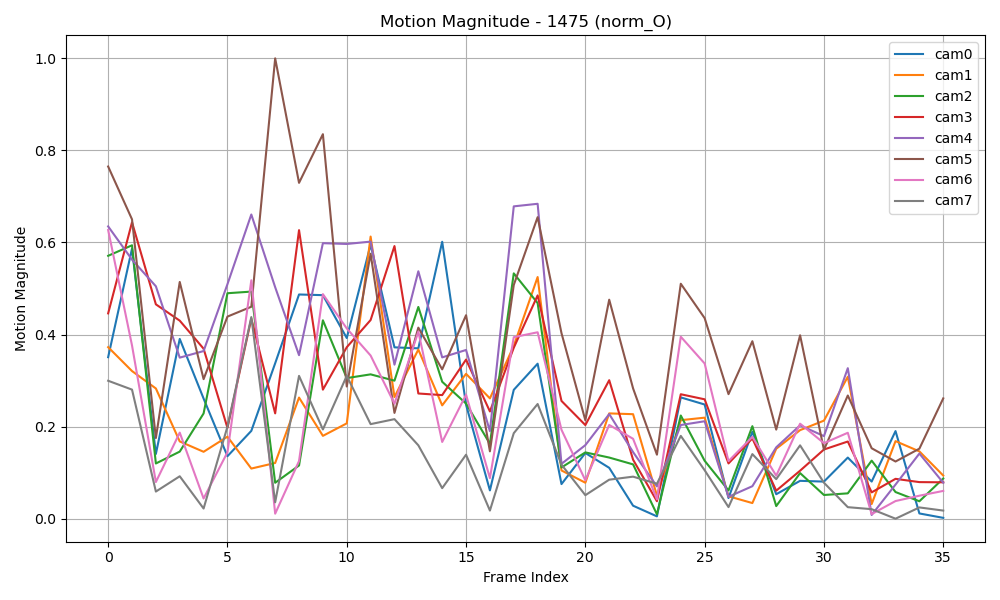 Motion Magnitude - 1475 (norm_O)
1.0
0.8
0.6
0.4
0.2
0.0
Motion Magnitude
0 5 10 15 20 25 30 35
Frame Index
cam0
cam1
cam2
cam3
cam4
cam5
cam6
cam7